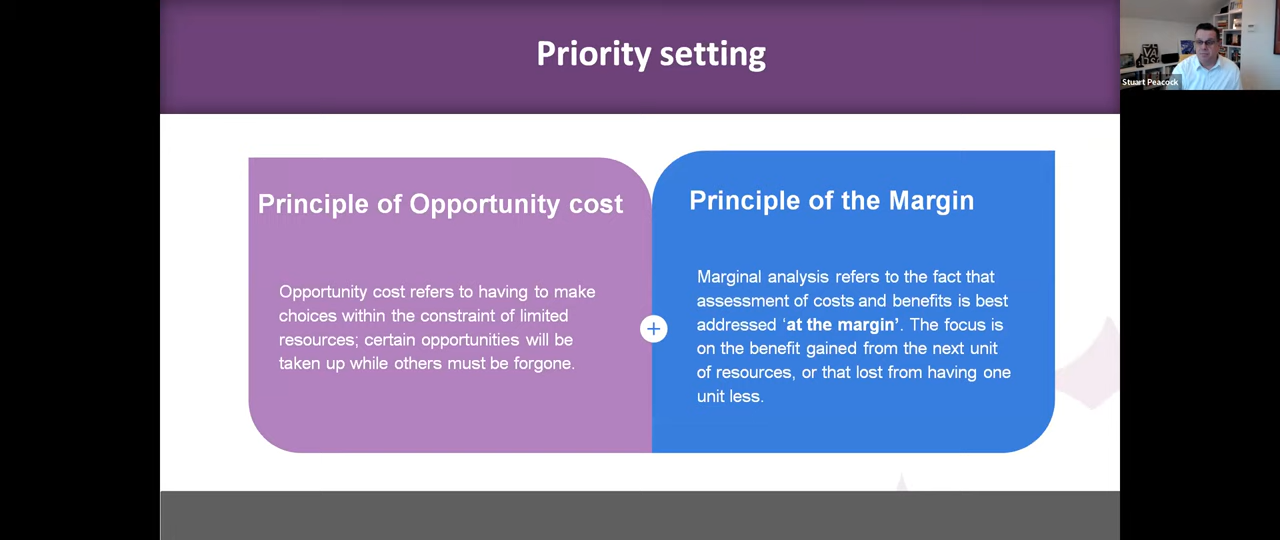 Priority setting
Stuart Peacock
Principle of Opportunity cost
Opportunity cost refers to having to make
choices within the constraint of limited
resources; certain opportunities will be
taken up while others must be forgone.
+
Principle of the Margin
Marginal analysis refers to the fact that
assessment of costs and benefits is best
addressed ‘at the margin’. The focus is
on the benefit gained from the next unit
of resources, or that lost from having one
unit less.